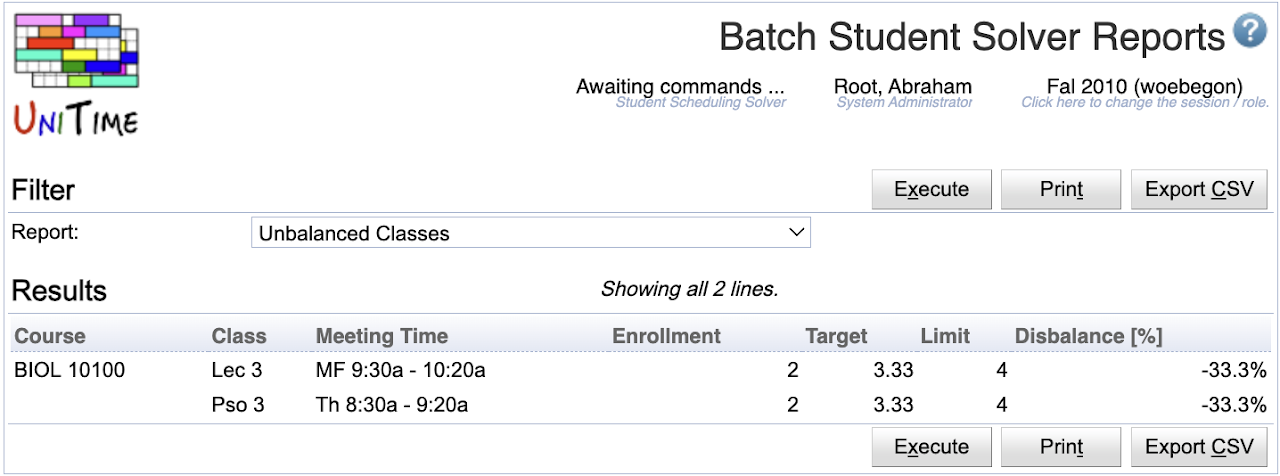 Batch Student Solver Reports ?
UNITIME
Awaiting commands ... Root, Abraham Fal 2010 (woebegon)
Student Scheduling Solver System Administrator Click here to change the session / role.
Filter Execute Print Export CSV
Report: Unbalanced Classes
Results Showing all 2 lines.
Course Class Meeting Time Enrollment Target Limit Disbalance [%]
BIOL 10100 Lec 3 MF 9:30a - 10:20a 2 3.33 4 -33.3%
Pso 3 Th 8:30a - 9:20a 2 3.33 4 -33.3%
Execute Print Export CSV